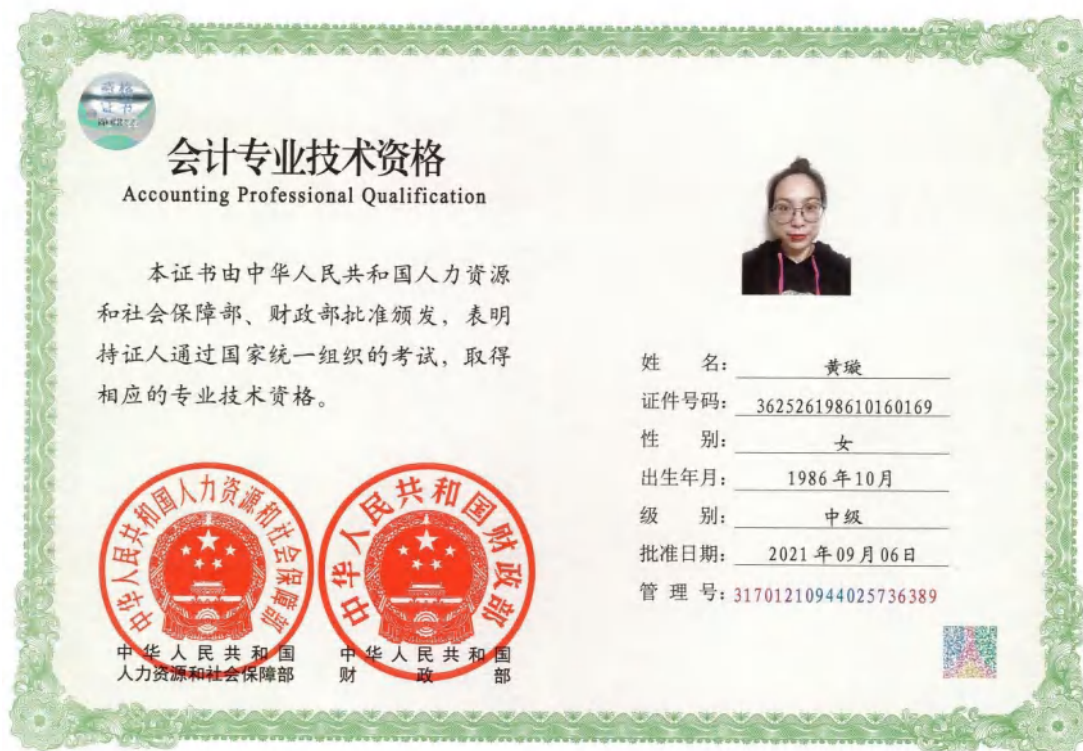 资格
证书
会计专业技术资格
Accounting Professional Qualification
本证书由中华人民共和国人力资源
和社会保障部、财政部批准颁发，表明
持证人通过国家统一组织的考试，取得
相应的专业技术资格。
中华人民共和国人力资源和社会保障部
中华人民共和国财政部
中华人民共和国
人力资源和社会保障部
中华人民共和国
财政部
姓名：黄璇
证件号码：362526198610160169
性别：女
出生年月：1986年10月
级别：中级
批准日期：2021年09月06日
管理号：31701210944025736389